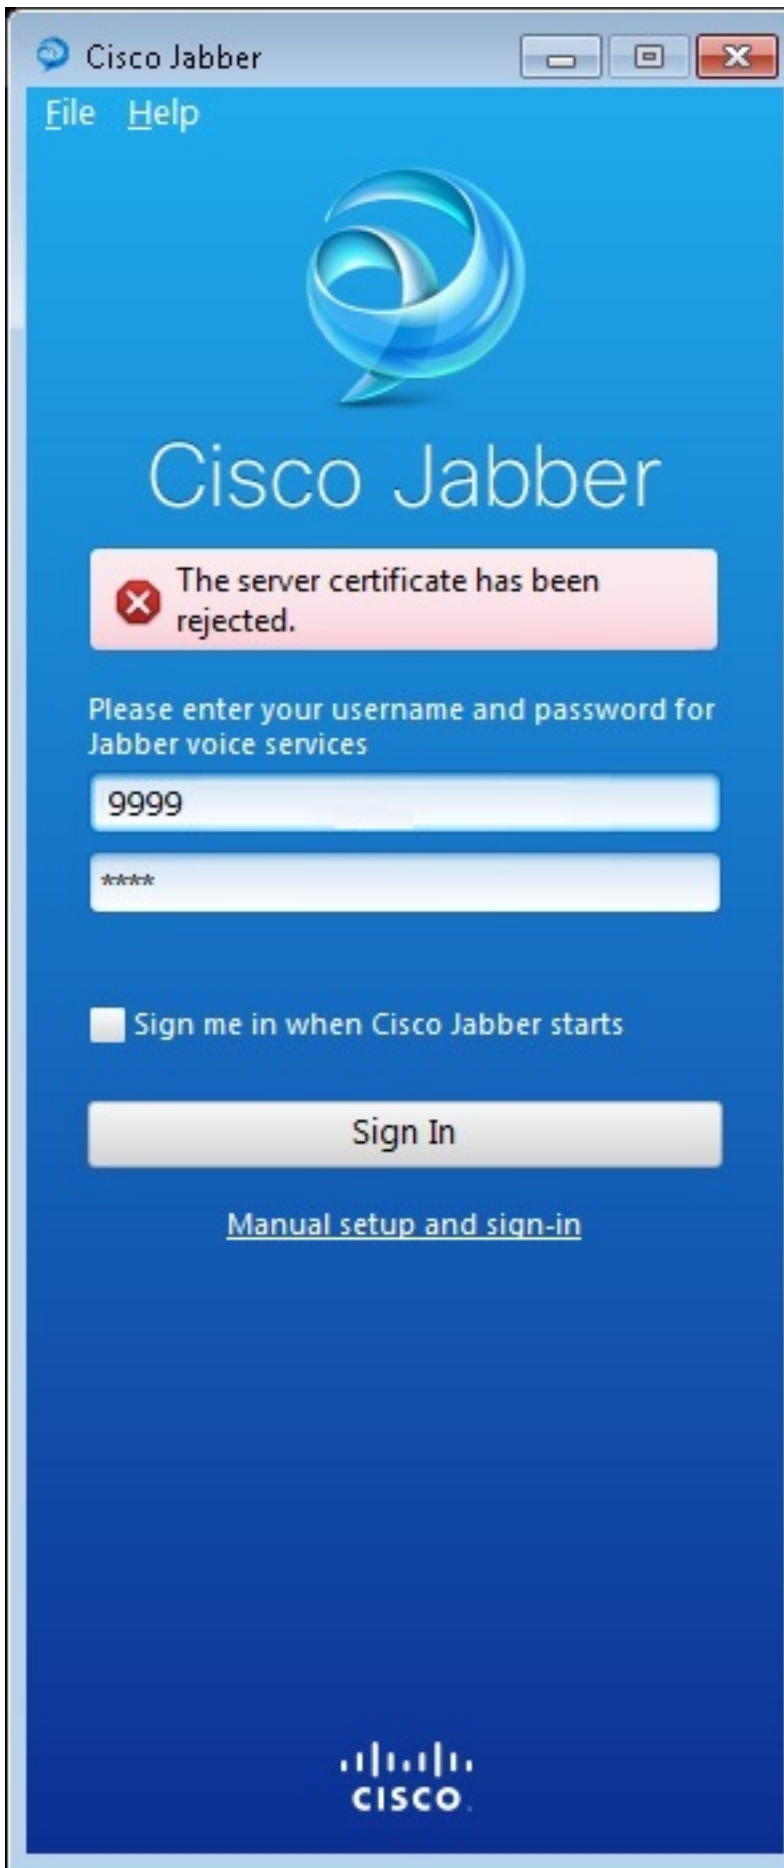 Cisco Jabber
File Help
Cisco Jabber
The server certificate has been
rejected.
Please enter your username and password for
Jabber voice services
9999
****
Sign me in when Cisco Jabber starts
Sign In
Manual setup and sign-in
CISCO.